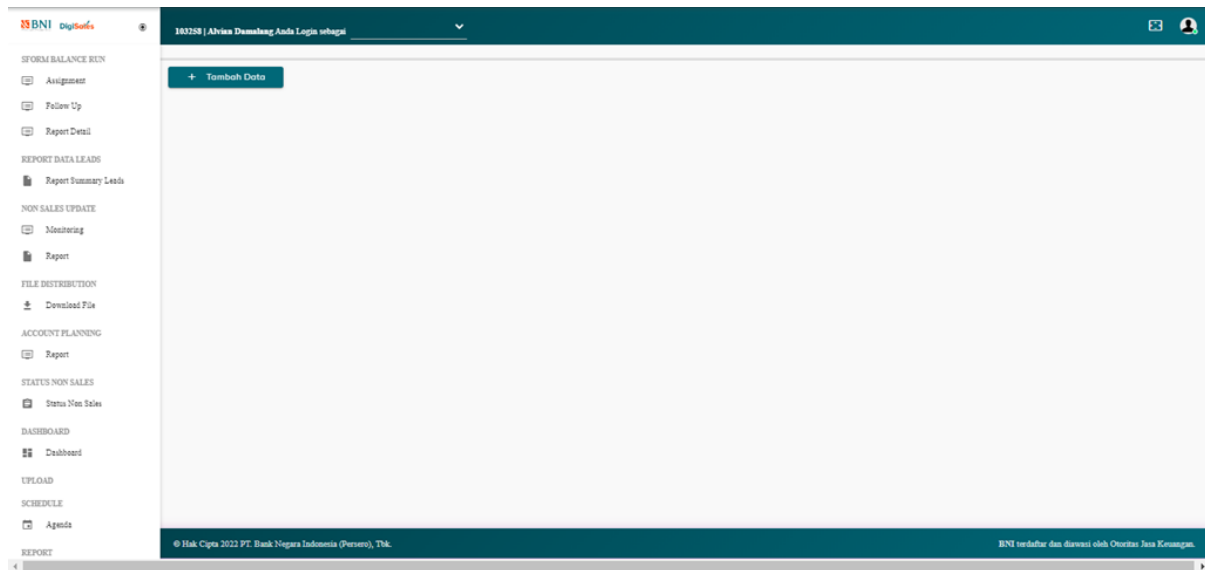 BNI DigiSales
103258 | Alvian Damalang Anda Login sebagai
SFORM BALANCE RUN
Assignment
Follow Up
Report Detail
REPORT DATA LEADS
Report Summary Leads
NON SALES UPDATE
Monitoring
Report
FILE DISTRIBUTION
Download File
ACCOUNT PLANNING
Report
STATUS NON SALES
Status Non Sales
DASHBOARD
Dashboard
UPLOAD
SCHEDULE
Agenda
REPORT
+ Tambah Data
© Hak Cipta 2022 PT. Bank Negara Indonesia (Persero), Tbk.
BNI terdaftar dan diawasi oleh Otoritas Jasa Keuangan.